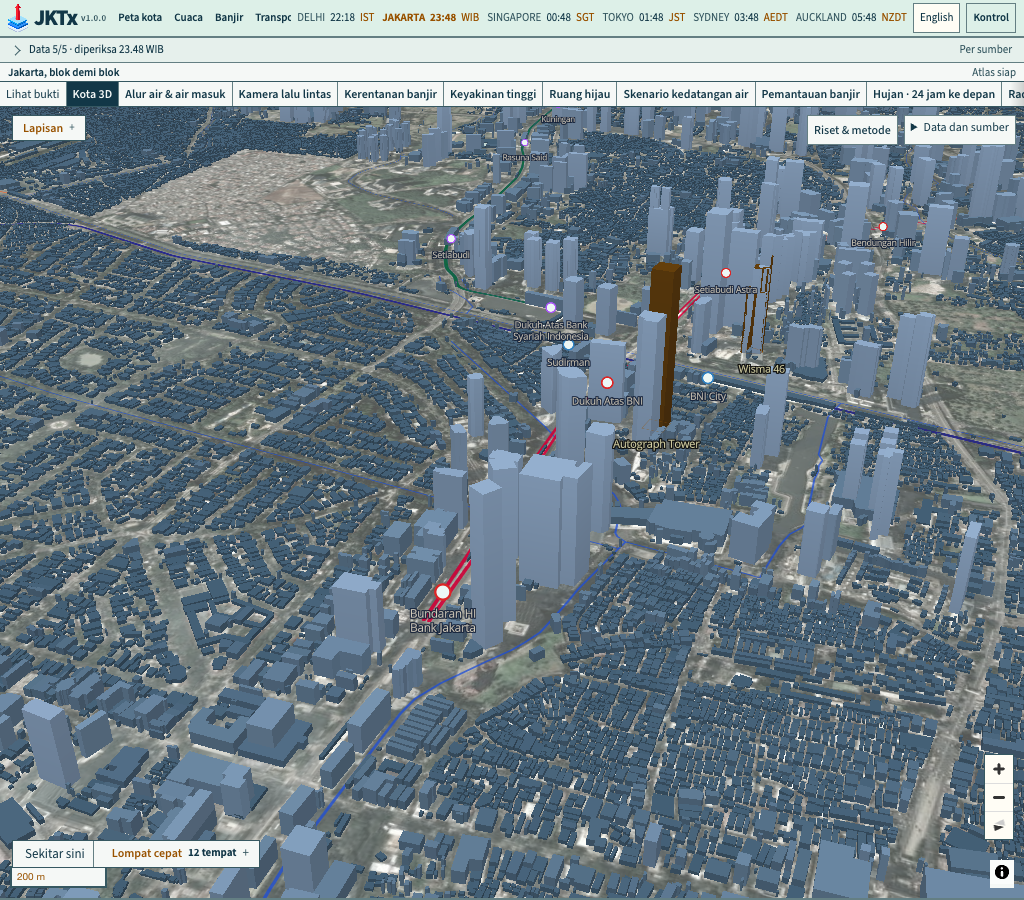 JKTx v1.0.0 Peta kota Cuaca Banjir Transpc DELHI 22:18 IST JAKARTA 23:48 WIB SINGAPORE 00:48 SGT TOKYO 01:48 JST SYDNEY 03:48 AEDT AUCKLAND 05:48 NZDT English Kontrol
Data 5/5 · diperiksa 23.48 WIB Per sumber
Jakarta, blok demi blok Atlas siap
Lihat bukti Kota 3D Alur air & air masuk Kamera lalu lintas Kerentanan banjir Keyakinan tinggi Ruang hijau Skenario kedatangan air Pemantauan banjir Hujan · 24 jam ke depan Rad
Lapisan +
Riset & metode Data dan sumber
Kuningan
Rasuna Said
Bendungan Hilir
Setiabudi
Setiabudi Astra
Dukuh Atas Bank
Syariah Indonesia
Sudirman
Wisma 46
Dukuh Atas BNI
BNI City
Autograph Tower
Bundaran HI
Bank Jakarta
Sekitar sini Lompat cepat 12 tempat +
200 m